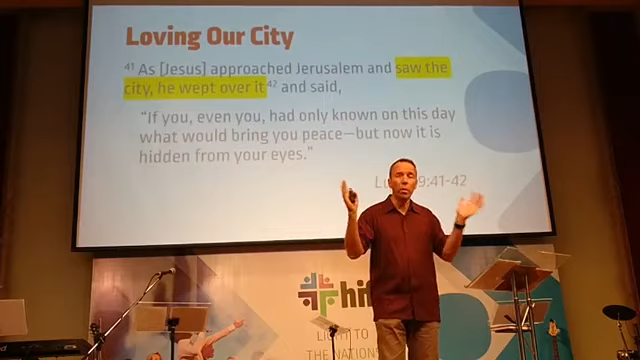 Loving Our City
41 As [Jesus] approached Jerusalem and saw the
city, he wept over it 42 and said,
"If you, even you, had only known on this day
what would bring you peace—but now it is
hidden from your eyes."
9:41-42
LIGHT TO
THE NATIONS